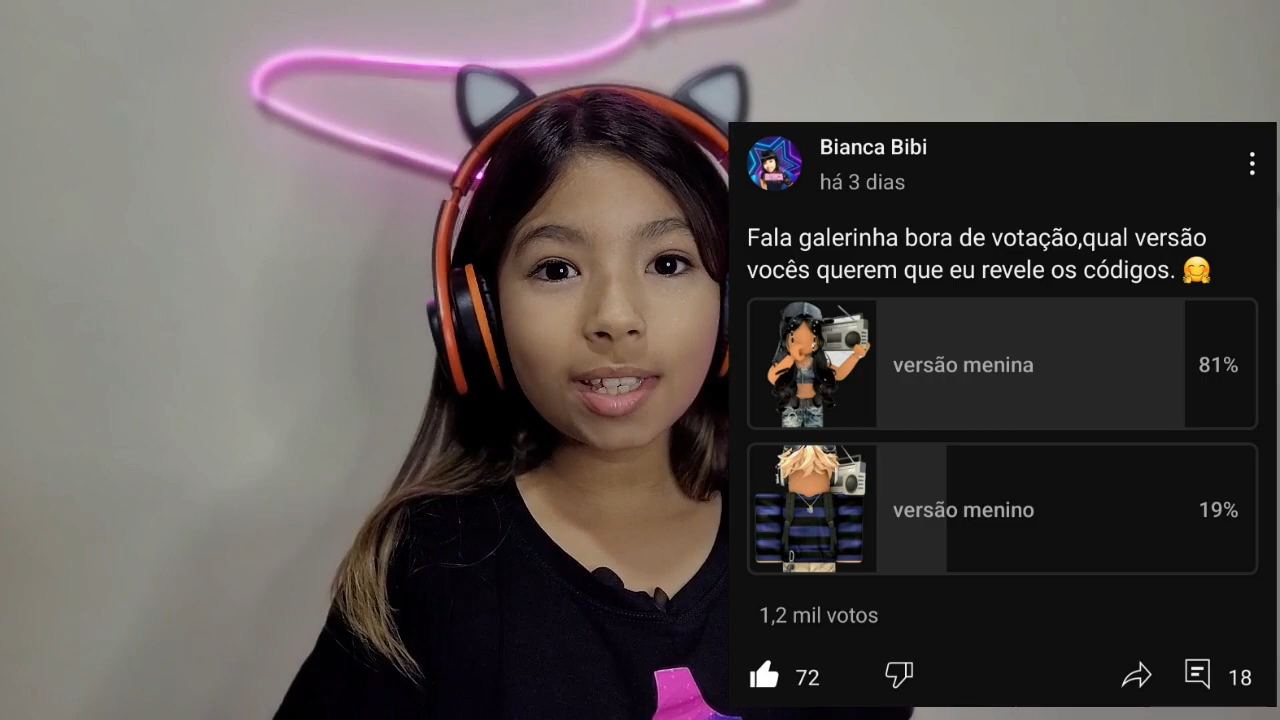 Bianca Bibi
há 3 dias
Fala galerinha bora de votação,qual versão
vocês querem que eu revele os códigos. 🤗
versão menina 81%
versão menino 19%
1,2 mil votos
72 18